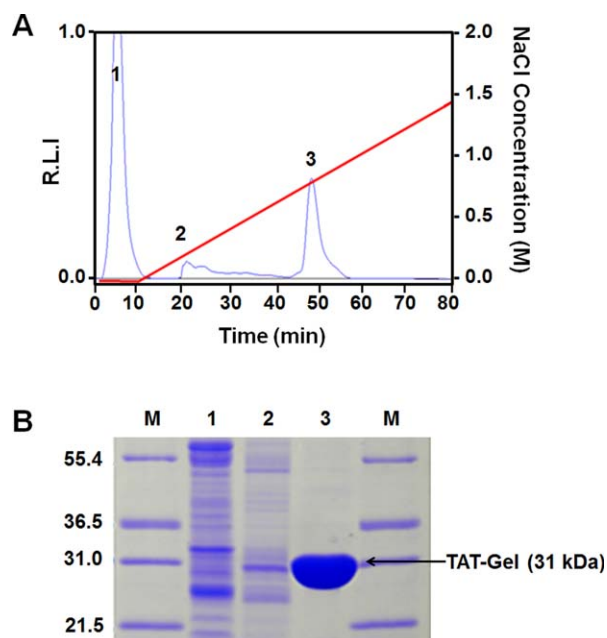 A
1.0
R.L.I
0.0
1
2
3
2.0
1.5
1.0
0.5
0.0
NaCl Concentration (M)
0 10 20 30 40 50 60 70 80
Time (min)
B
M 1 2 3 M
55.4
36.5
31.0
21.5
TAT-Gel (31 kDa)